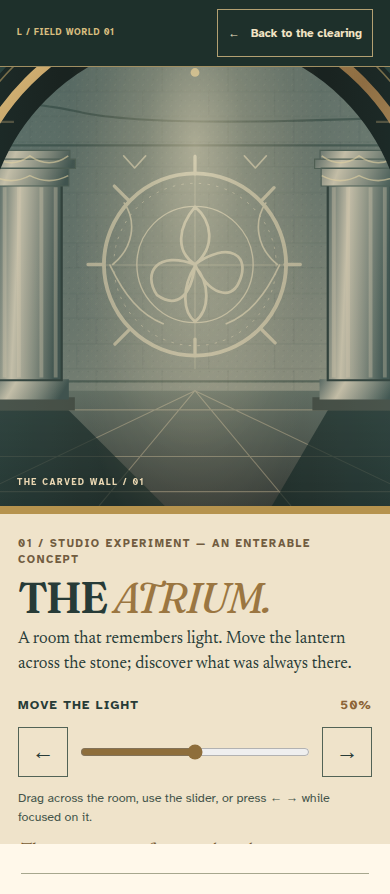 L / FIELD WORLD 01
← Back to the clearing
THE CARVED WALL / 01
01 / STUDIO EXPERIMENT — AN ENTERABLE
CONCEPT
THE ATRIUM.
A room that remembers light. Move the lantern
across the stone; discover what was always there.
MOVE THE LIGHT 50%
← →
Drag across the room, use the slider, or press ← → while
focused on it.